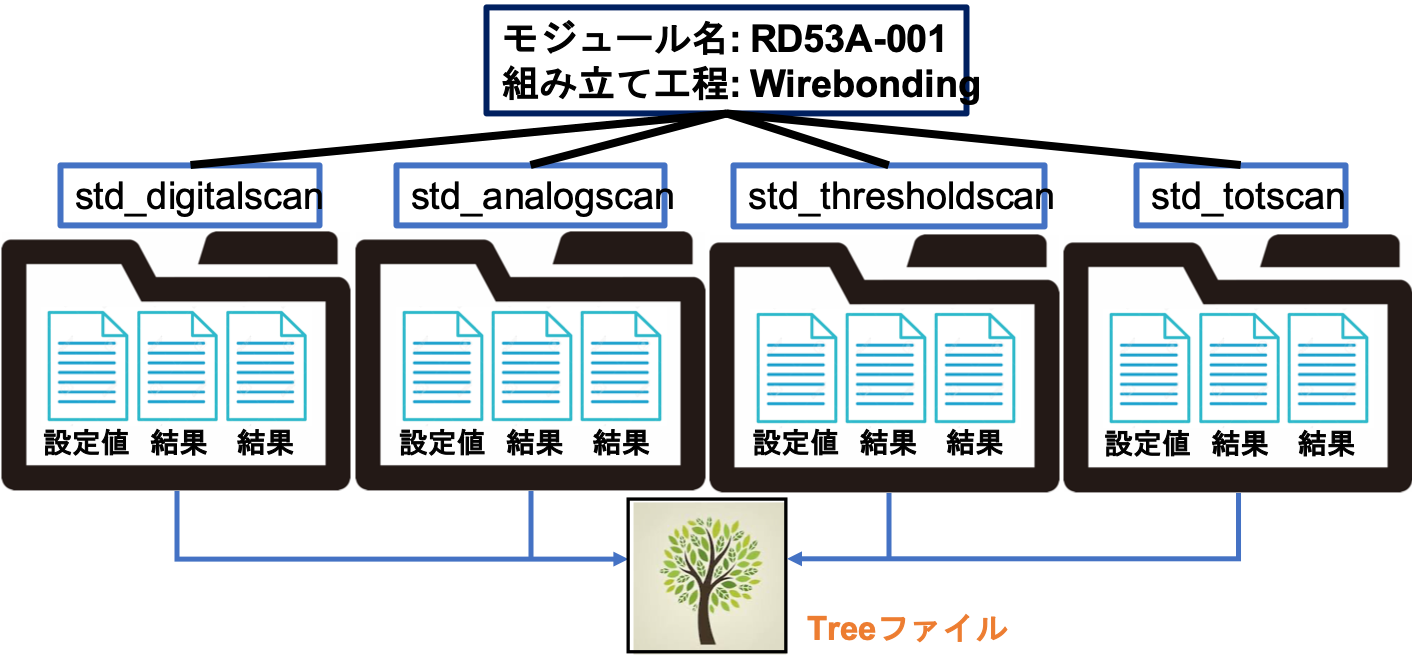 モジュール名: RD53A-001
組み立て工程: Wirebonding
std_digitalscan
std_analogscan
std_thresholdscan
std_totscan
設定値 結果 結果
設定値 結果 結果
設定値 結果 結果
設定値 結果 結果
Treeファイル